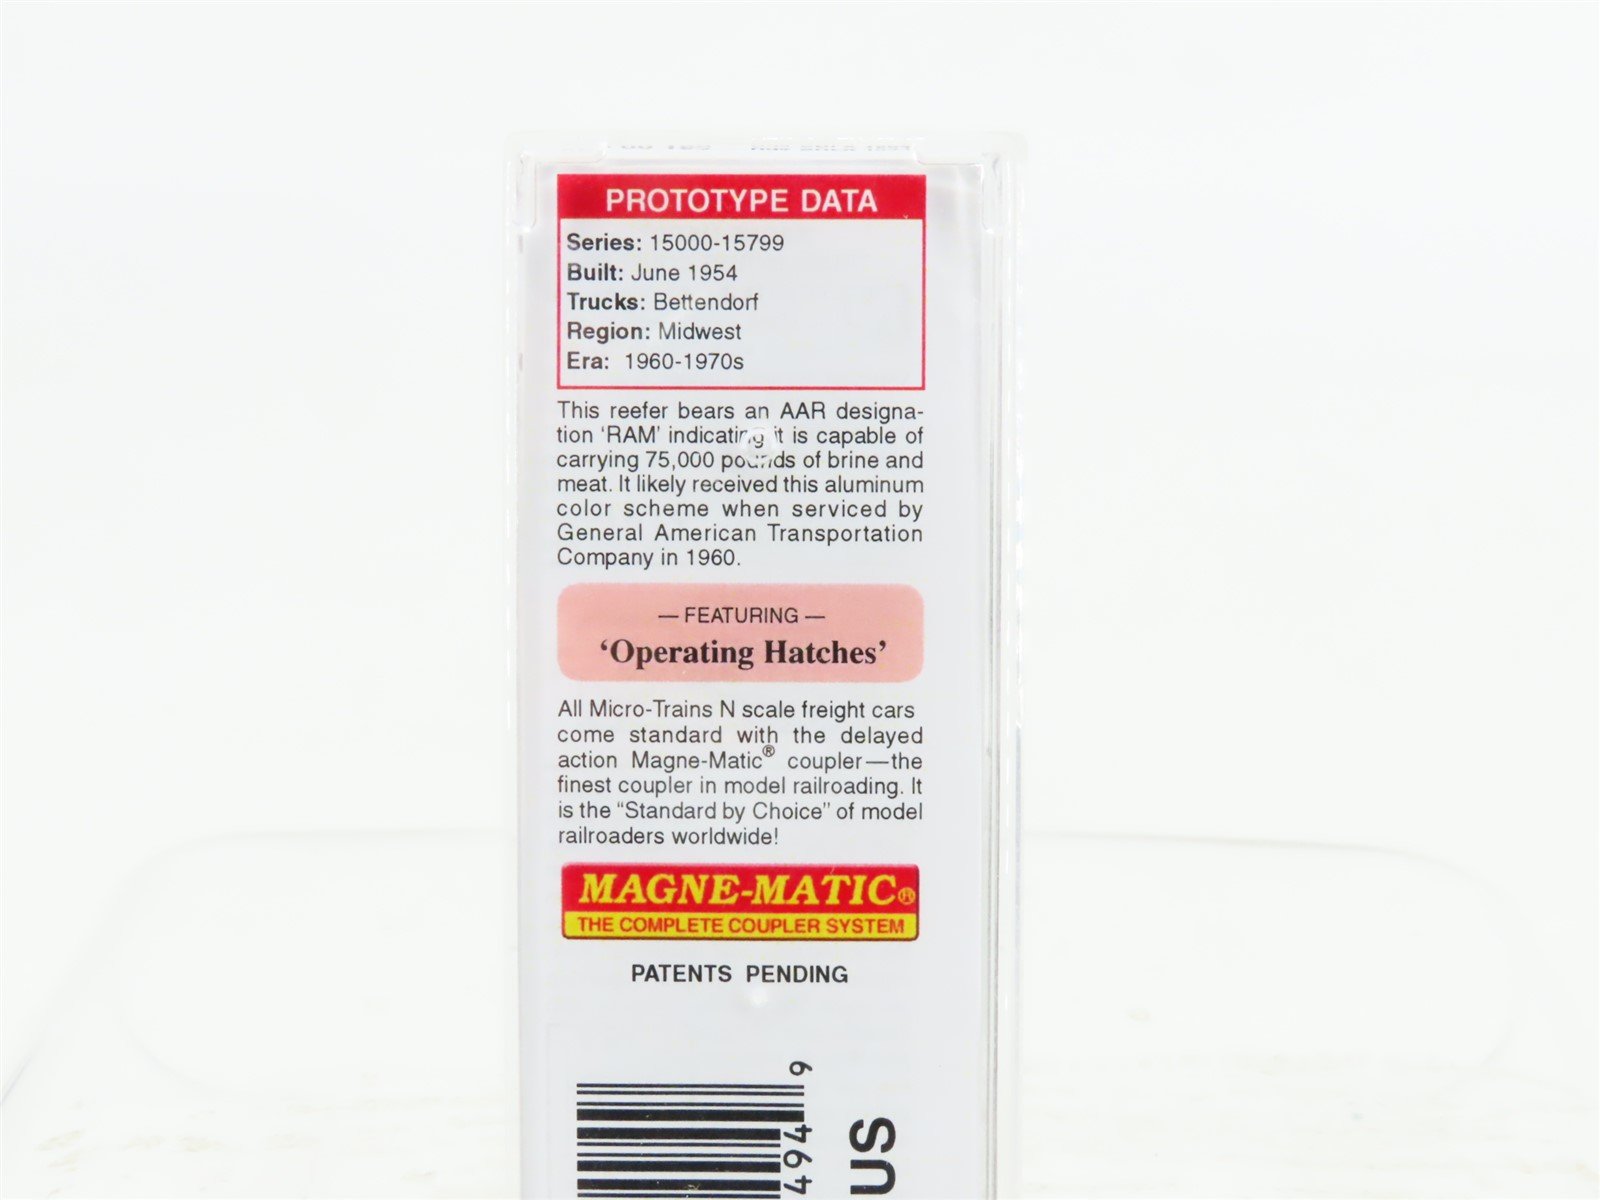 PROTOTYPE DATA
Series: 15000-15799
Built: June 1954
Trucks: Bettendorf
Region: Midwest
Era: 1960-1970s
This reefer bears an AAR designa-
tion ‘RAM’ indicating it is capable of
carrying 75,000 pounds of brine and
meat. It likely received this aluminum
color scheme when serviced by
General American Transportation
Company in 1960.
— FEATURING —
‘Operating Hatches’
All Micro-Trains N scale freight cars
come standard with the delayed
action Magne-Matic® coupler—the
finest coupler in model railroading. It
is the “Standard by Choice” of model
railroaders worldwide!
MAGNE-MATIC®
THE COMPLETE COUPLER SYSTEM
PATENTS PENDING
494 9
US